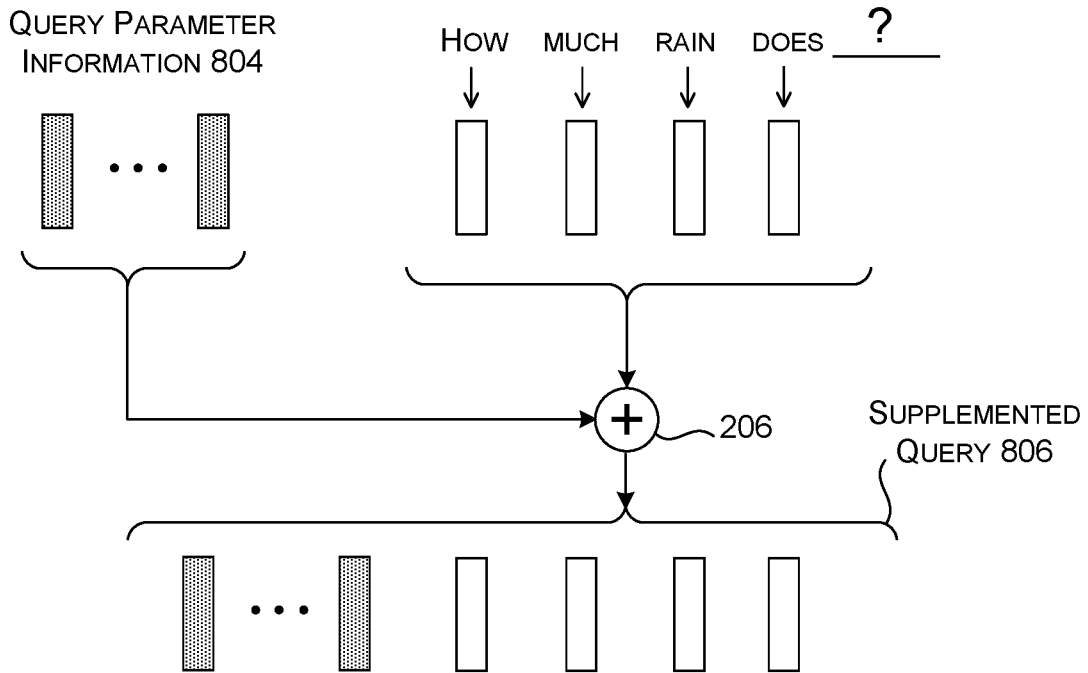 QUERY PARAMETER
INFORMATION 804
HOW MUCH RAIN DOES ?
206
SUPPLEMENTED
QUERY 806